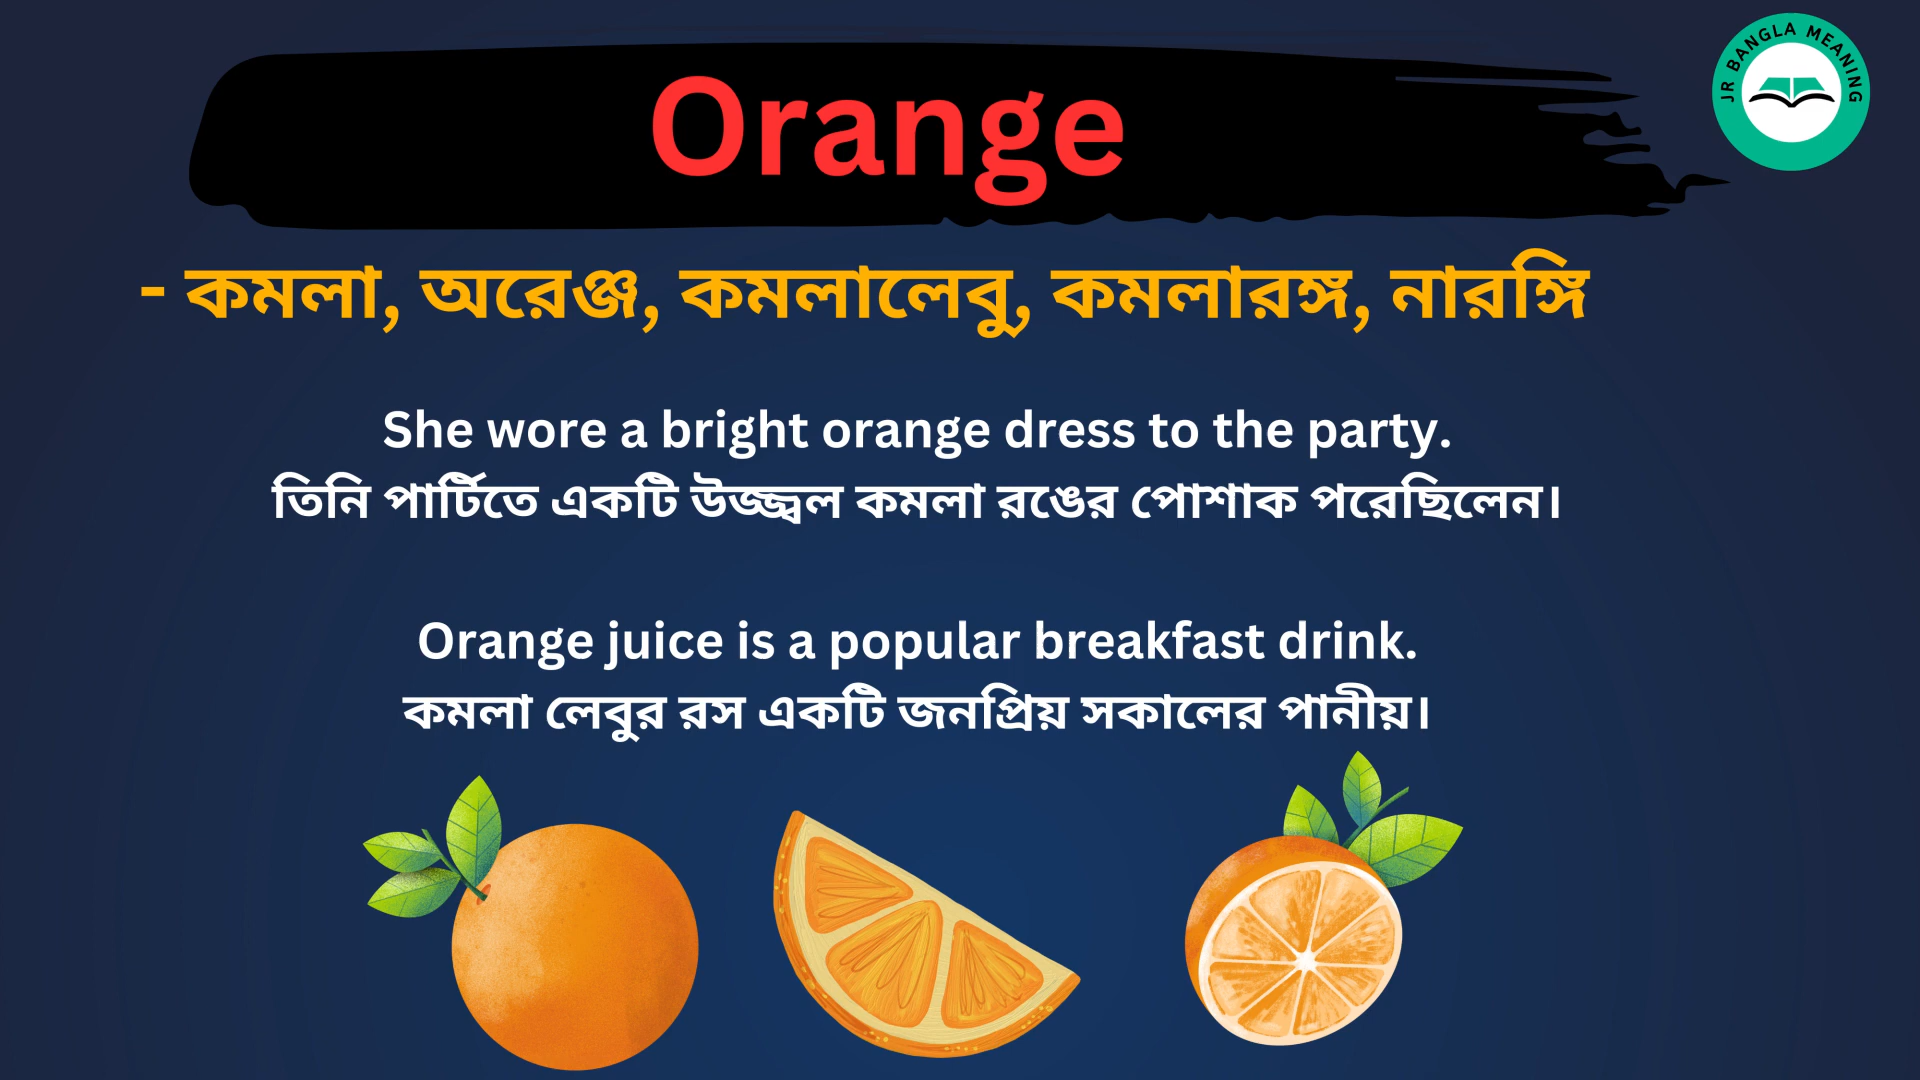 JR BANGLA MEANING
Orange
- কমলা, অরেঞ্জ, কমলালেবু, কমলারঙ্গ, নারঙ্গি
She wore a bright orange dress to the party.
তিনি পার্টিতে একটি উজ্জ্বল কমলা রঙের পোশাক পরেছিলেন।
Orange juice is a popular breakfast drink.
কমলা লেবুর রস একটি জনপ্রিয় সকালের পানীয়।